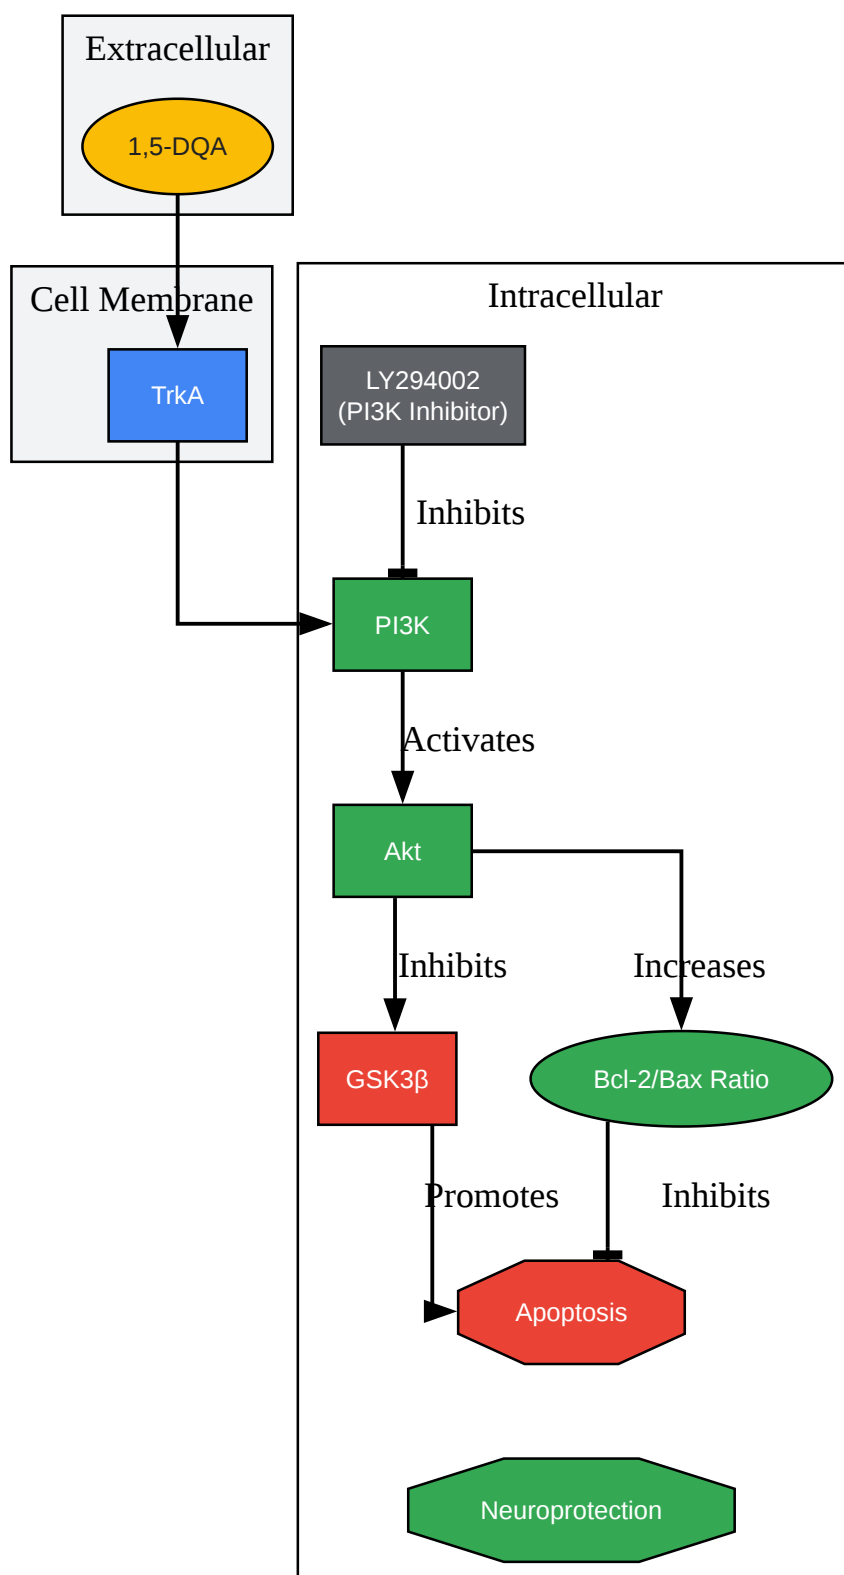 Extracellular
1,5-DQA
Cell Membrane
TrkA
Intracellular
LY294002
(PI3K Inhibitor)
Inhibits
PI3K
Activates
Akt
Inhibits
Increases
GSK3β
Bcl-2/Bax Ratio
Promotes
Inhibits
Apoptosis
Neuroprotection